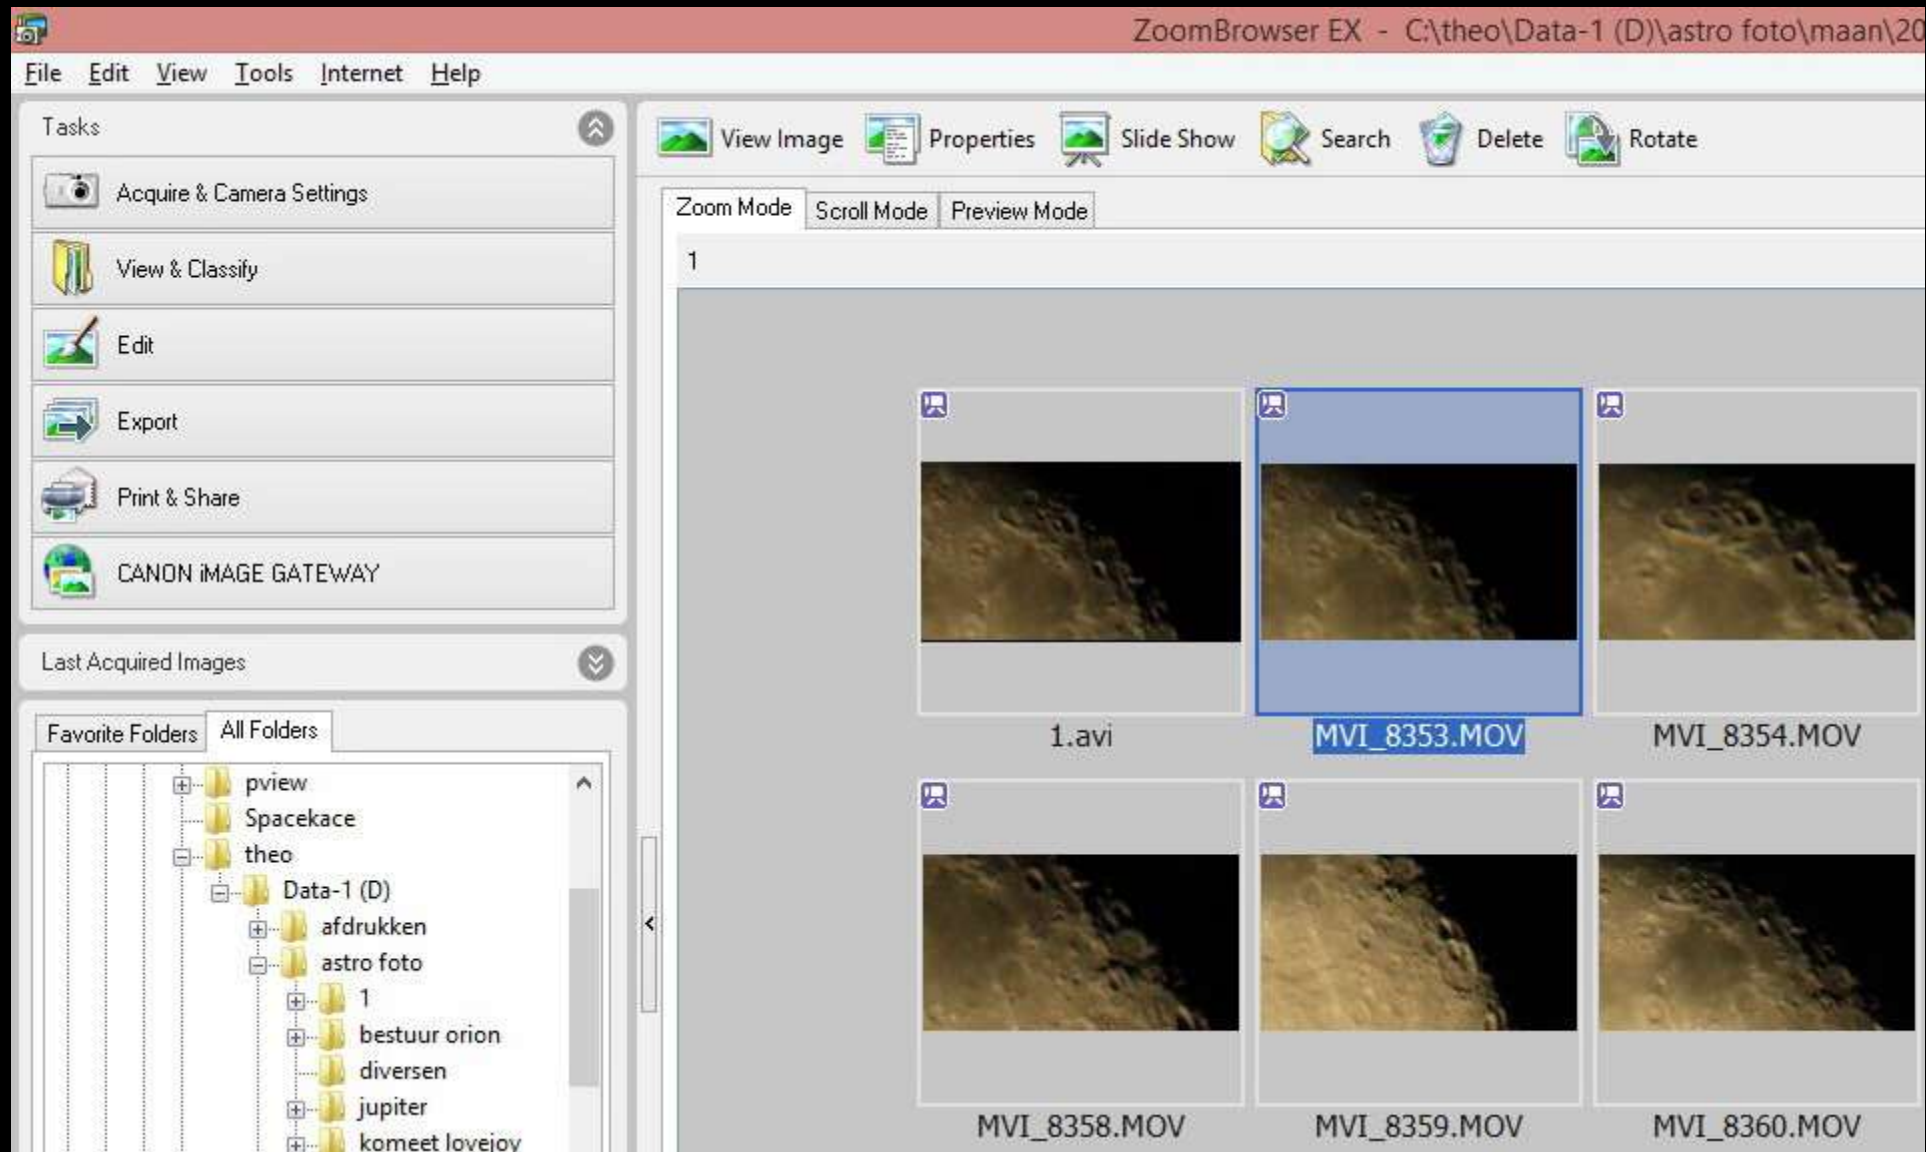 ZoomBrowser EX - C:\theo\Data-1 (D)\astro foto\maan\20
File Edit View Tools Internet Help
Tasks
Acquire & Camera Settings
View & Classify
Edit
Export
Print & Share
CANON iMAGE GATEWAY
Last Acquired Images
Favorite Folders All Folders
pview
Spacekace
theo
Data-1 (D)
afdrukken
astro foto
1
bestuur orion
diversen
jupiter
komeet lovejoy
View Image Properties Slide Show Search Delete Rotate
Zoom Mode Scroll Mode Preview Mode
1
1.avi MVI_8353.MOV MVI_8354.MOV
MVI_8358.MOV MVI_8359.MOV MVI_8360.MOV